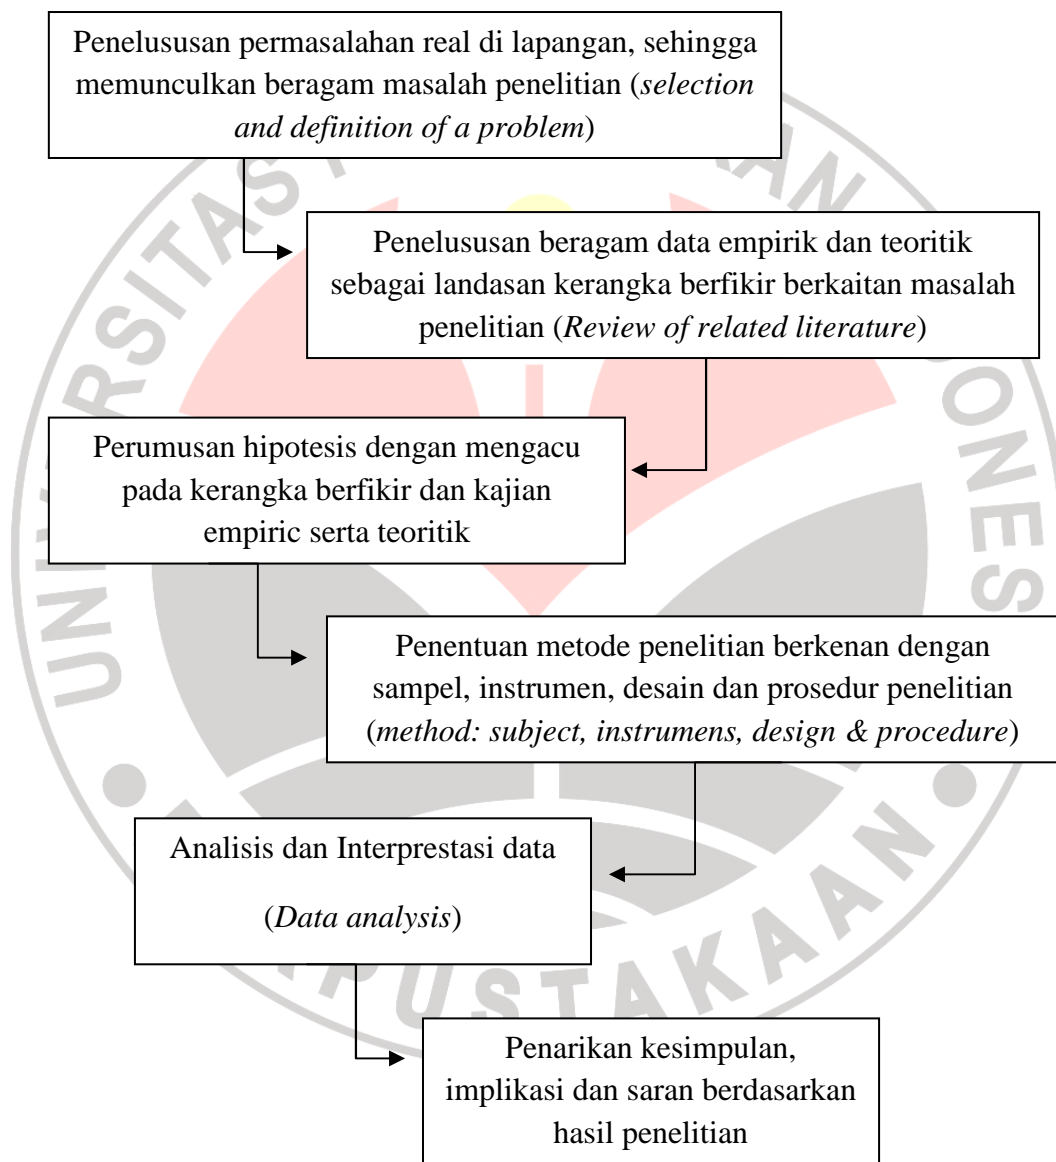 Penelususan permasalahan real di lapangan, sehingga
memunculkan beragam masalah penelitian (selection
and definition of a problem)
Penelususan beragam data empirik dan teoritik
sebagai landasan kerangka berfikir berkaitan masalah
penelitian (Review of related literature)
Perumusan hipotesis dengan mengacu
pada kerangka berfikir dan kajian
empiric serta teoritik
Penentuan metode penelitian berkenan dengan
sampel, instrumen, desain dan prosedur penelitian
(method: subject, instrumens, design & procedure)
Analisis dan Interprestasi data
(Data analysis)
Penarikan kesimpulan,
implikasi dan saran berdasarkan
hasil penelitian